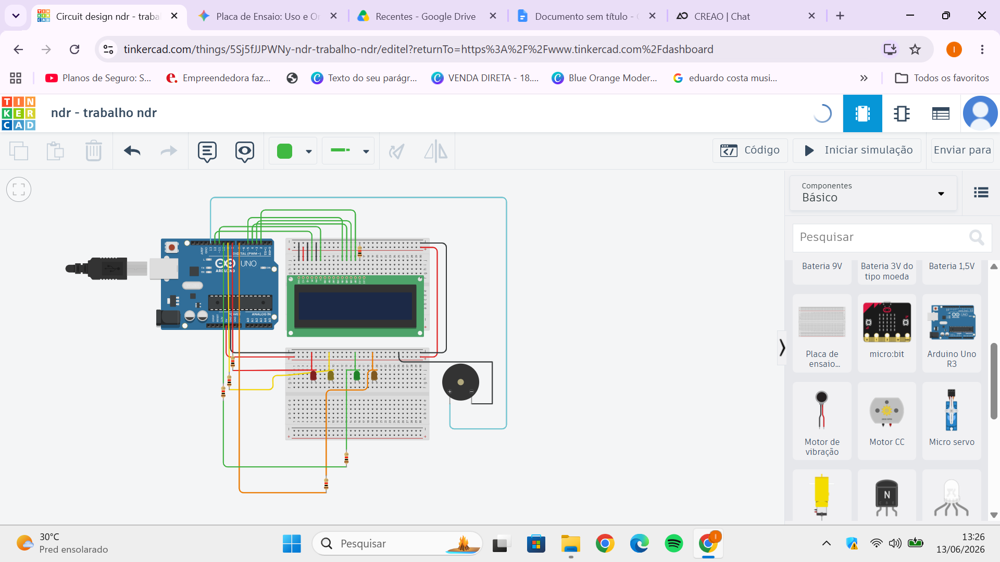 Circuit design ndr - traba
Placa de Ensaio: Uso e Or
Recentes - Google Drive
Documento sem título -
CREAO | Chat
tinkercad.com/things/5Sj5fJJPWNy-ndr-trabalho-ndr/editel?returnTo=https%3A%2F%2Fwww.tinkercad.com%2Fdashboard
I
Planos de Seguro: S...
Empreendedora faz...
Texto do seu parágr...
VENDA DIRETA - 18....
Blue Orange Moder...
eduardo costa musi...
Todos os favoritos
TIN
KER
CAD
ndr - trabalho ndr
Código
Iniciar simulação
Enviar para
Componentes
Básico
Pesquisar
Bateria 9V
Bateria 3V do
tipo moeda
Bateria 1,5V
Placa de
ensaio...
micro:bit
Arduino Uno
R3
Motor de
vibração
Motor CC
Micro servo
N
DIGITAL (PWM~)
UNO
ARDUINO
POWER
ANALOG IN
30°C
Pred ensolarado
Pesquisar
13:26
13/06/2026